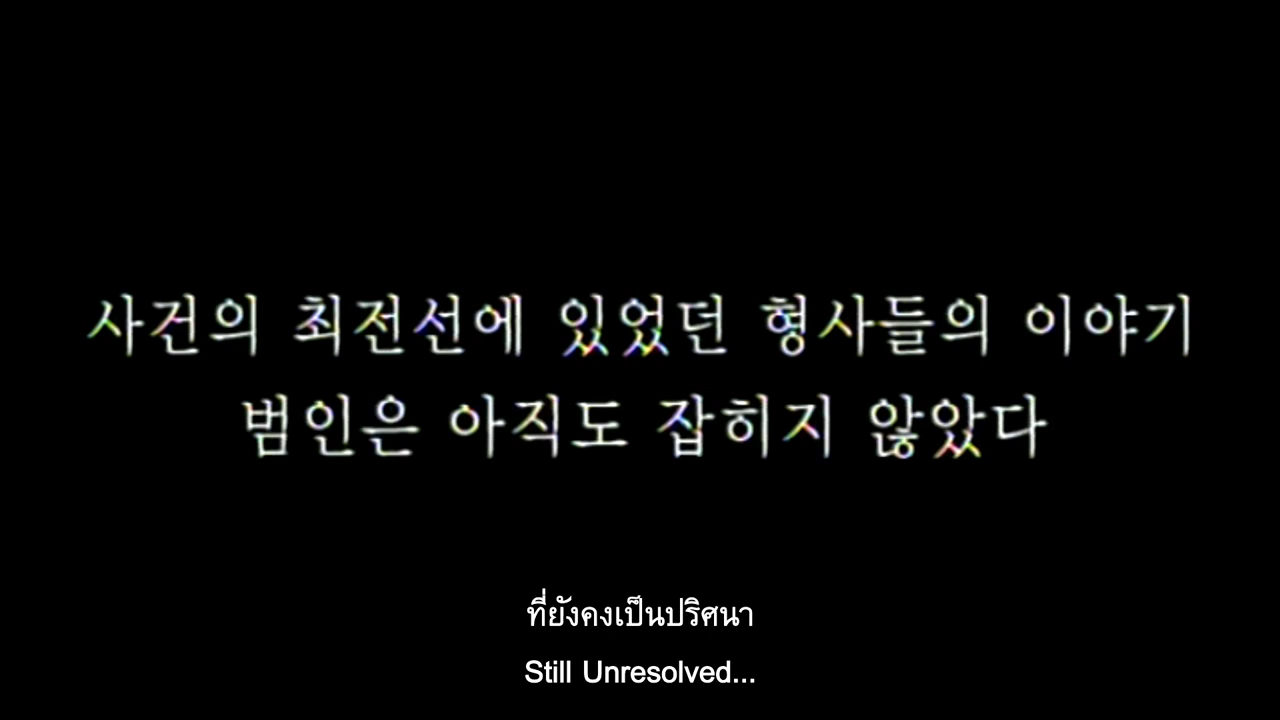 사건의 최전선에 있었던 형사들의 이야기
범인은 아직도 잡히지 않았다
ที่ยังคงเป็นปริศนา
Still Unresolved...